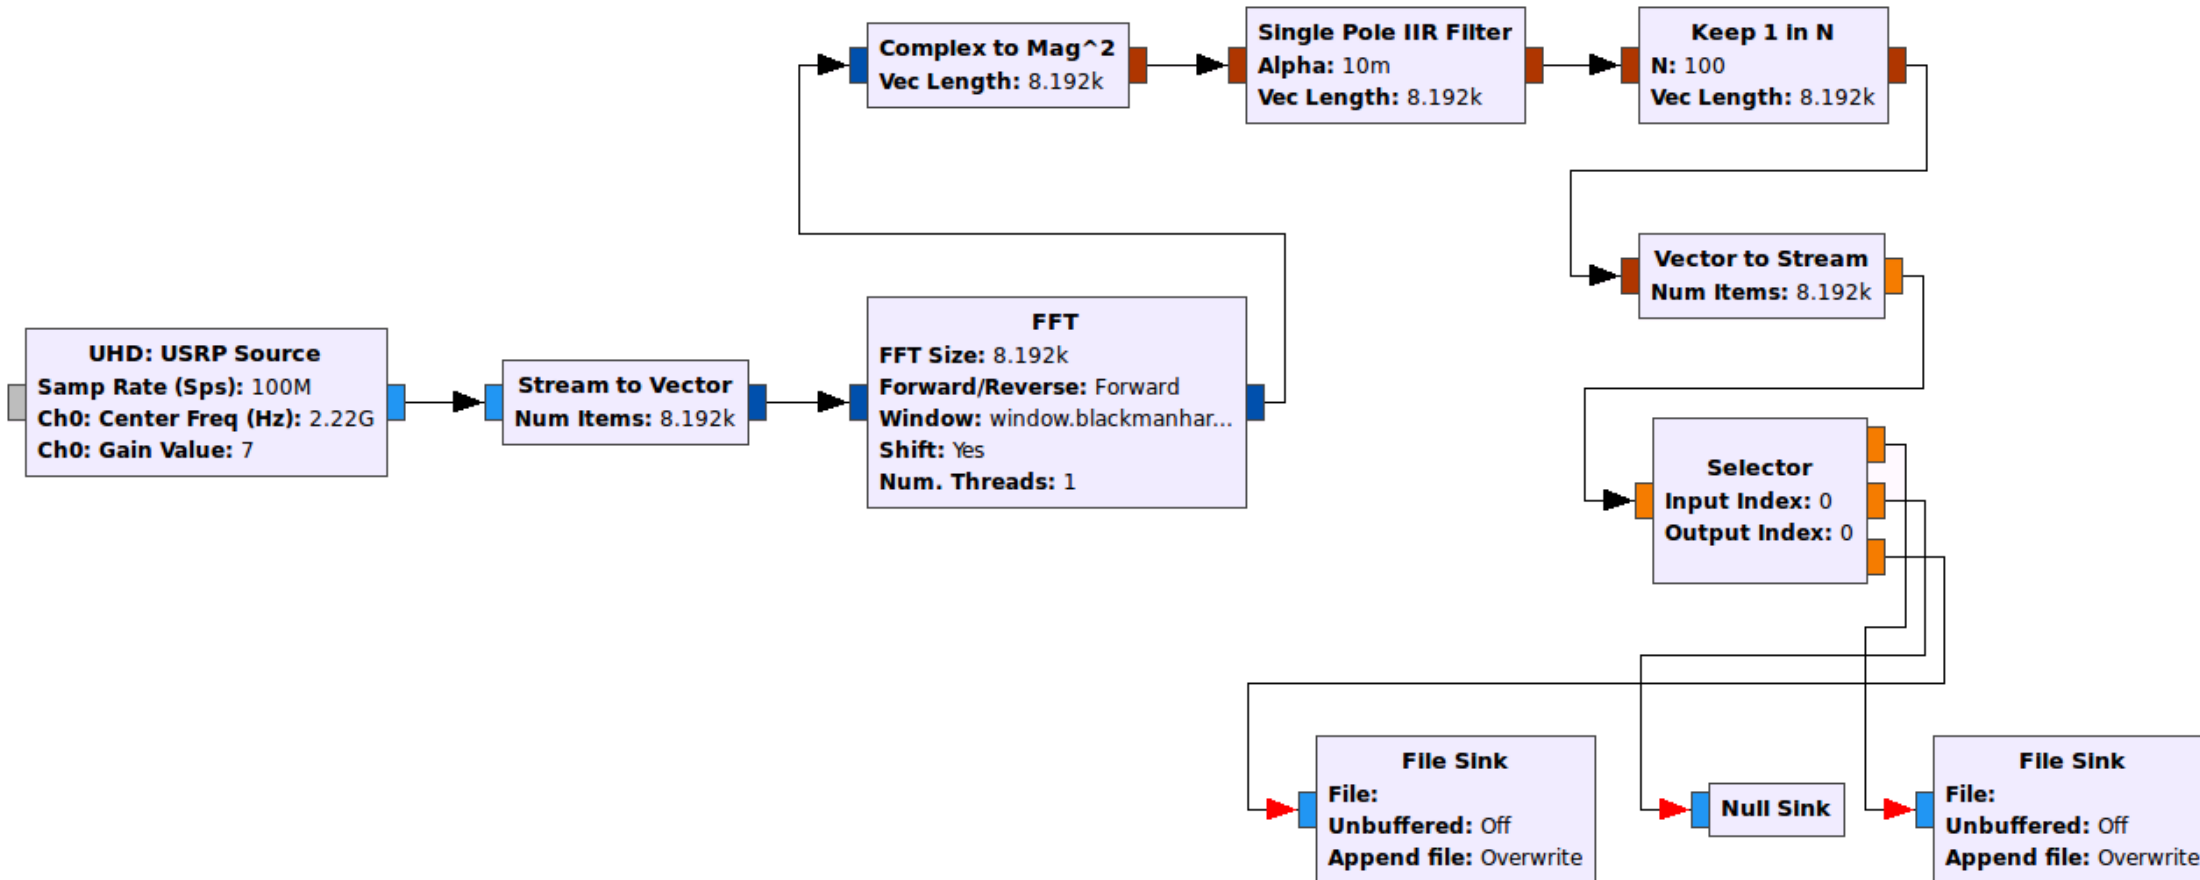 Complex to Mag^2
Vec Length: 8.192k
Single Pole IIR Filter
Alpha: 10m
Vec Length: 8.192k
Keep 1 in N
N: 100
Vec Length: 8.192k
Vector to Stream
Num Items: 8.192k
UHD: USRP Source
Samp Rate (Sps): 100M
Ch0: Center Freq (Hz): 2.22G
Ch0: Gain Value: 7
Stream to Vector
Num Items: 8.192k
FFT
FFT Size: 8.192k
Forward/Reverse: Forward
Window: window.blackmanhar...
Shift: Yes
Num. Threads: 1
Selector
Input Index: 0
Output Index: 0
File Sink
File:
Unbuffered: Off
Append file: Overwrite
Null Sink
File Sink
File:
Unbuffered: Off
Append file: Overwrite